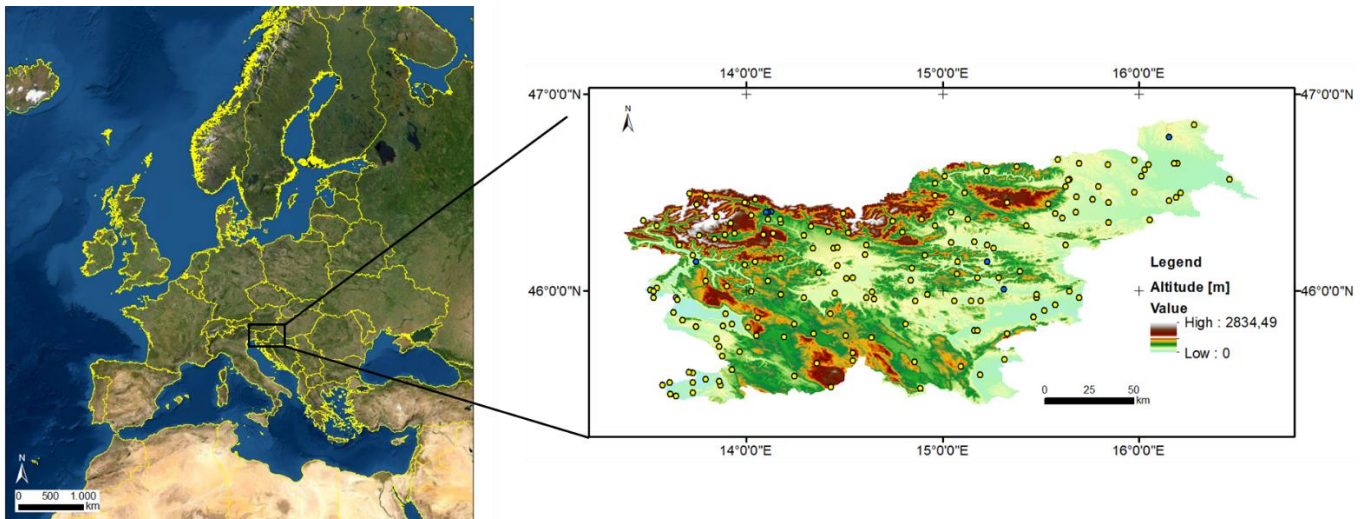 N
0 500 1.000
km
14°0'0"E 15°0'0"E 16°0'0"E
47°0'0"N 47°0'0"N
N
46°0'0"N 46°0'0"N
Legend
Altitude [m]
Value
High : 2834,49
Low : 0
0 25 50
km
14°0'0"E 15°0'0"E 16°0'0"E